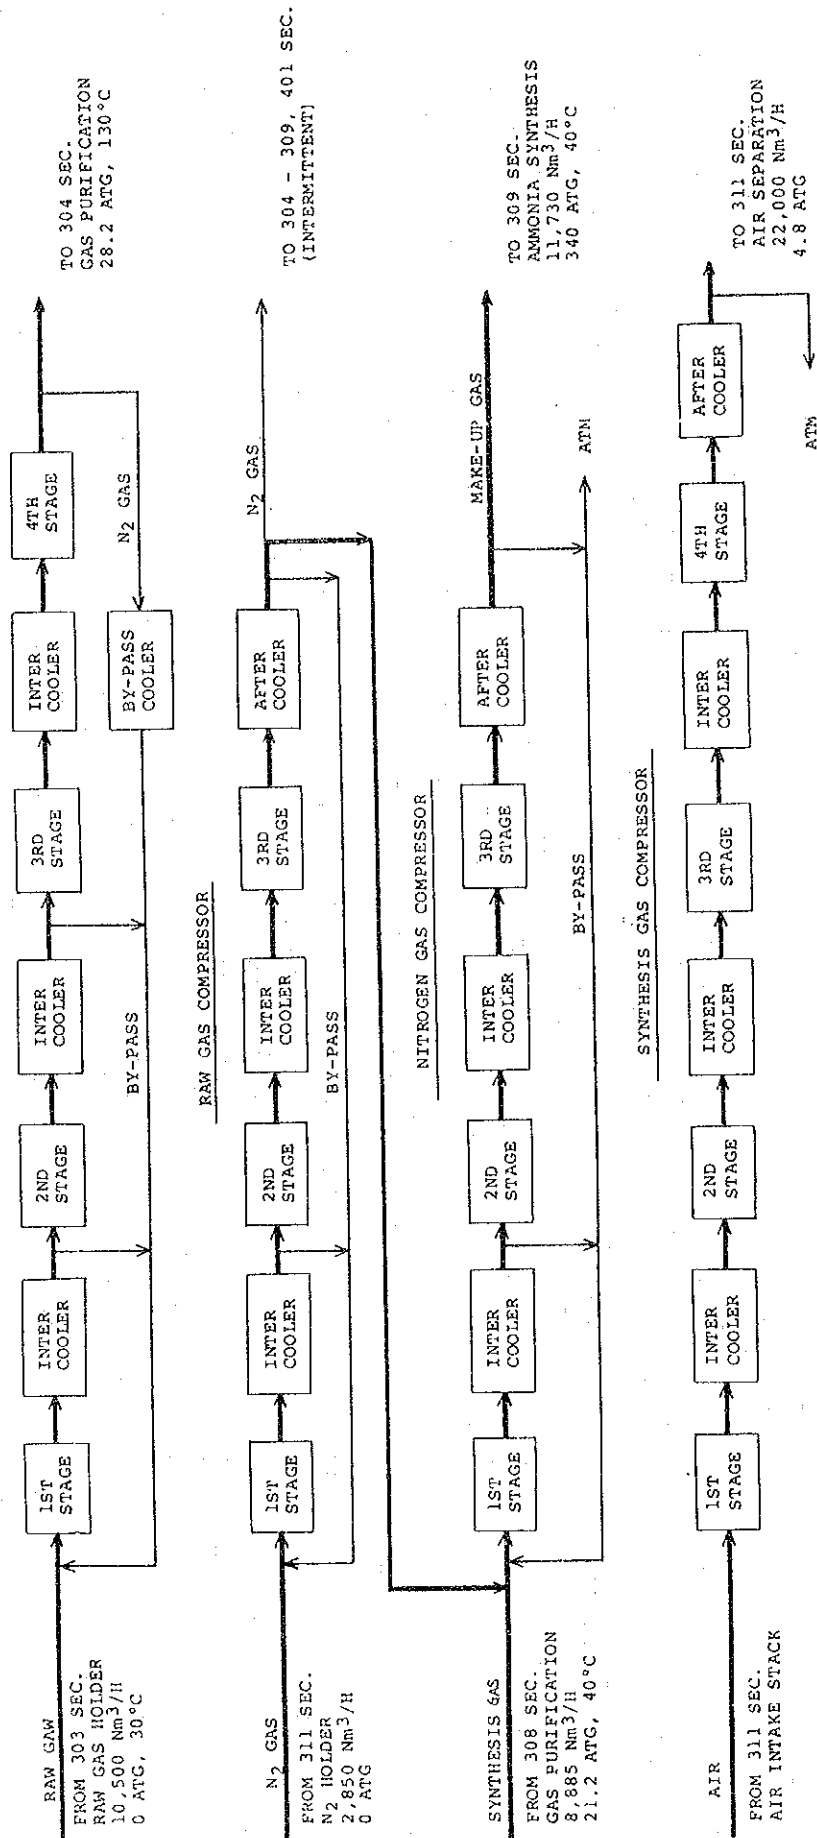 RAW GAW
FROM 303 SEC.
RAW GAS HOLDER
10,500 Nm³/H
0 ATG, 30°C
1ST
STAGE
INTER
COOLER
2ND
STAGE
INTER
COOLER
3RD
STAGE
INTER
COOLER
4TH
STAGE
TO 304 SEC.
GAS PURIFICATION
28.2 ATG, 130°C
BY-PASS
BY-PASS
COOLER
N₂ GAS
RAW GAS COMPRESSOR
N₂ GAS
FROM 311 SEC.
N₂ HOLDER
2,850 Nm³/H
0 ATG
1ST
STAGE
INTER
COOLER
2ND
STAGE
INTER
COOLER
3RD
STAGE
AFTER
COOLER
N₂ GAS
TO 304 - 309, 401 SEC.
(INTERMITTENT)
BY-PASS
NITROGEN GAS COMPRESSOR
SYNTHESIS GAS
FROM 308 SEC.
GAS PURIFICATION
8,885 Nm³/H
21.2 ATG, 40°C
1ST
STAGE
INTER
COOLER
2ND
STAGE
INTER
COOLER
3RD
STAGE
AFTER
COOLER
MAKE-UP GAS
TO 309 SEC.
AMMONIA SYNTHESIS
11,730 Nm³/H
340 ATG, 40°C
BY-PASS
ATM
SYNTHESIS GAS COMPRESSOR
AIR
FROM 311 SEC.
AIR INTAKE STACK
1ST
STAGE
INTER
COOLER
2ND
STAGE
INTER
COOLER
3RD
STAGE
INTER
COOLER
4TH
STAGE
AFTER
COOLER
TO 311 SEC.
AIR SEPARATION
22,000 Nm³/H
4.8 ATG
ATM